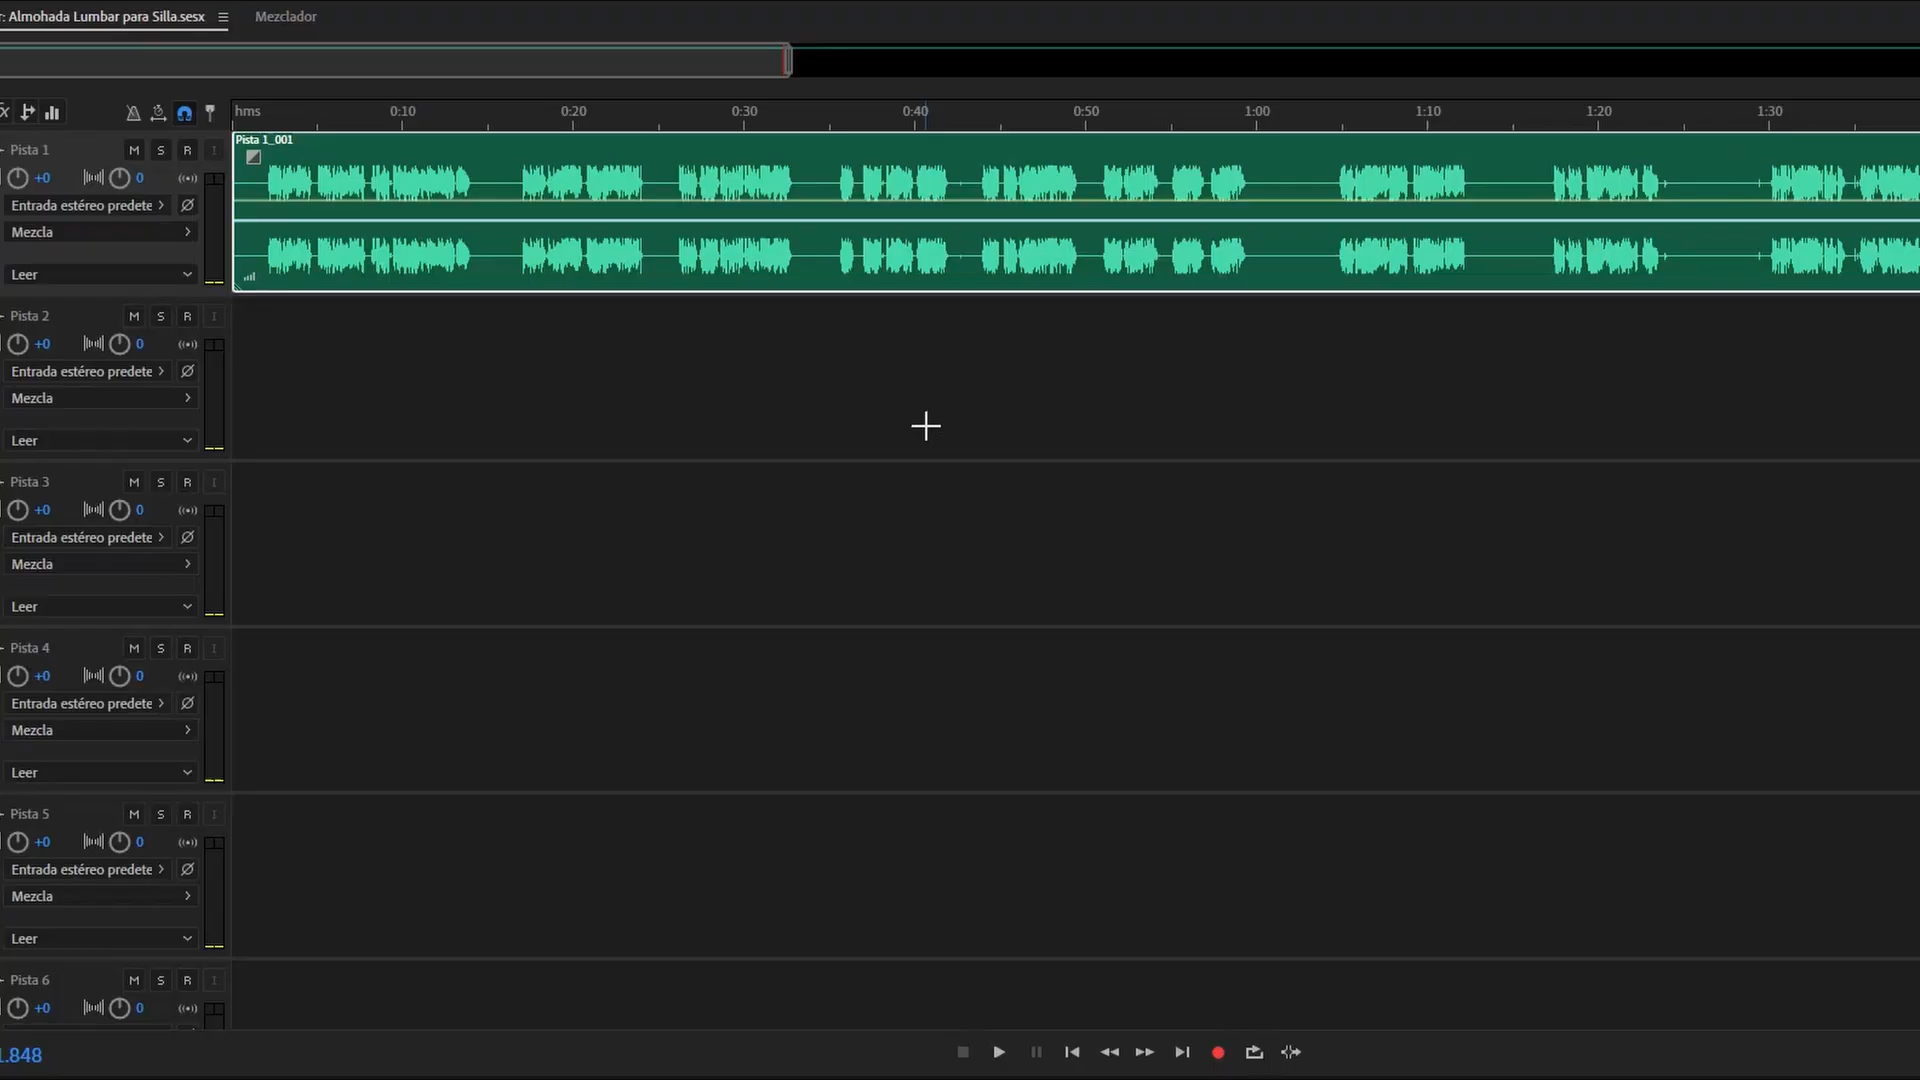 : Almohada Lumbar para Silla.sesx Mezclador
hms 0:10 0:20 0:30 0:40 0:50 1:00 1:10 1:20 1:30
Pista 1_001
Pista 1 M S R I
+0 0
Entrada estéreo predete
Mezcla
Leer
Pista 2 M S R I
+0 0
Entrada estéreo predete
Mezcla
Leer
Pista 3 M S R I
+0 0
Entrada estéreo predete
Mezcla
Leer
Pista 4 M S R I
+0 0
Entrada estéreo predete
Mezcla
Leer
Pista 5 M S R I
+0 0
Entrada estéreo predete
Mezcla
Leer
Pista 6 M S R I
+0 0
.848